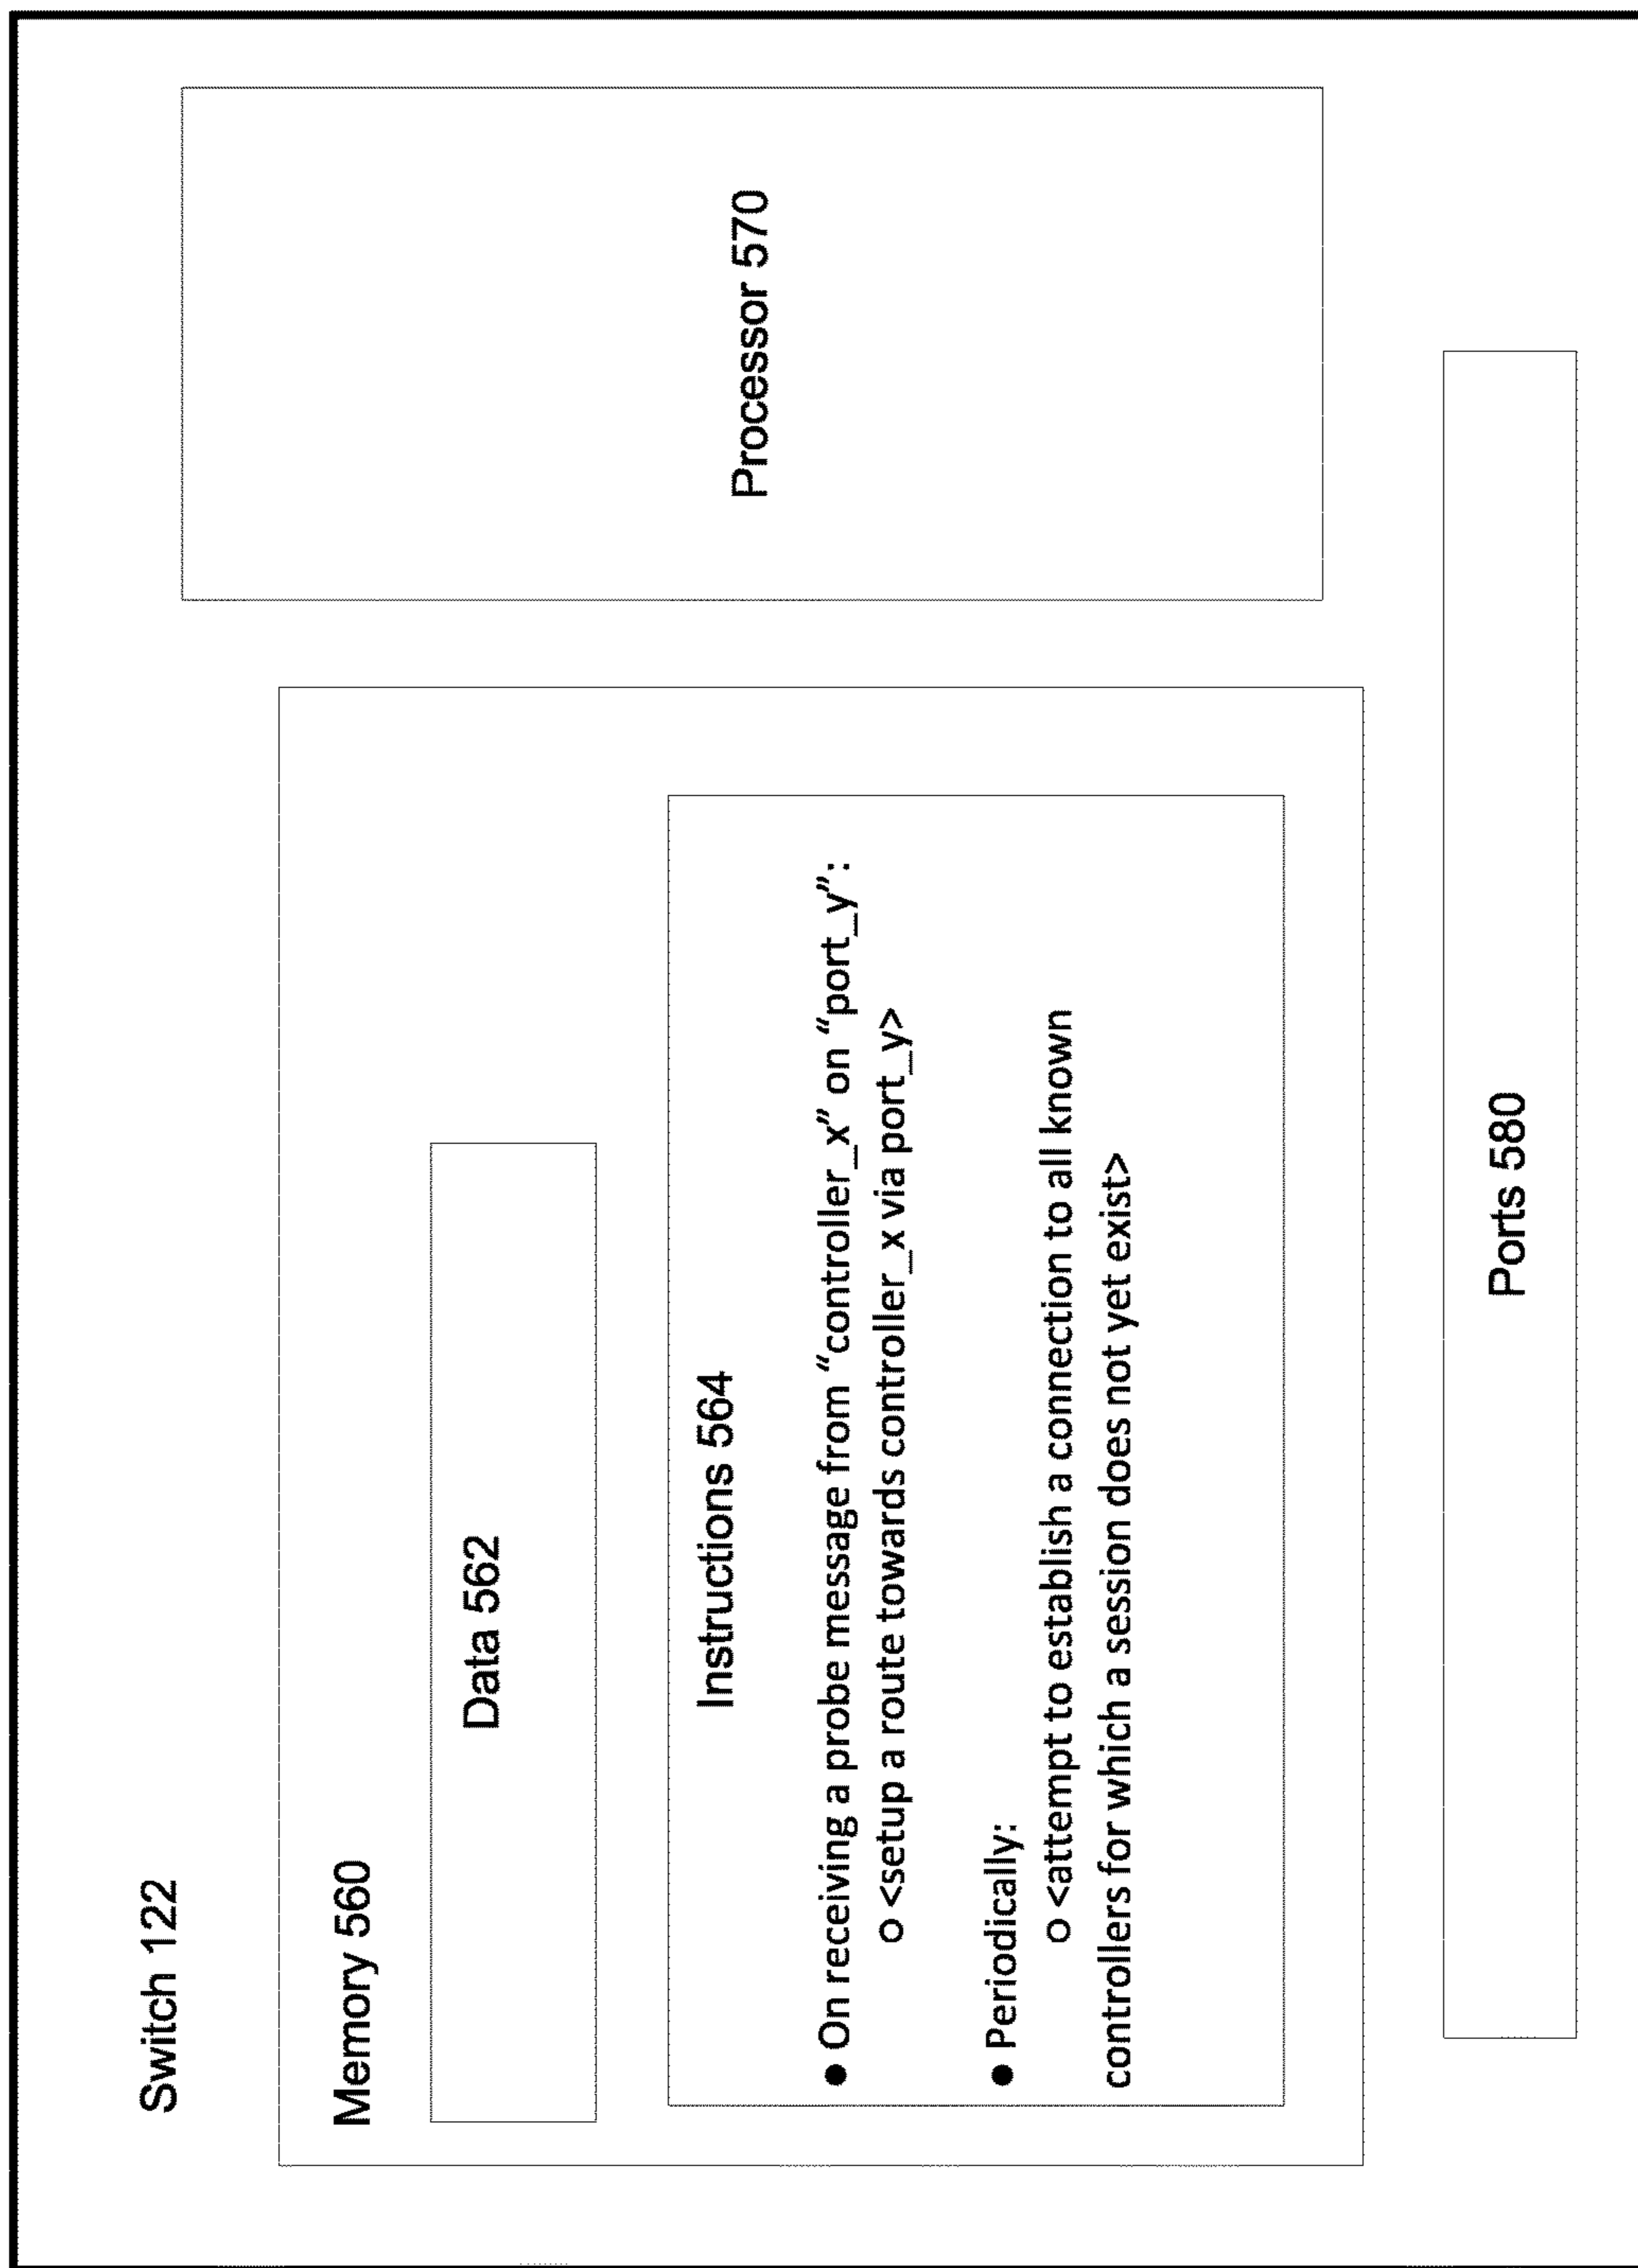 Switch 122
Memory 560
Data 562
Instructions 564
● On receiving a probe message from “controller_x” on “port_y”:
o <setup a route towards controller_x via port_y>
● Periodically:
o <attempt to establish a connection to all known
controllers for which a session does not yet exist>
Processor 570
Ports 580